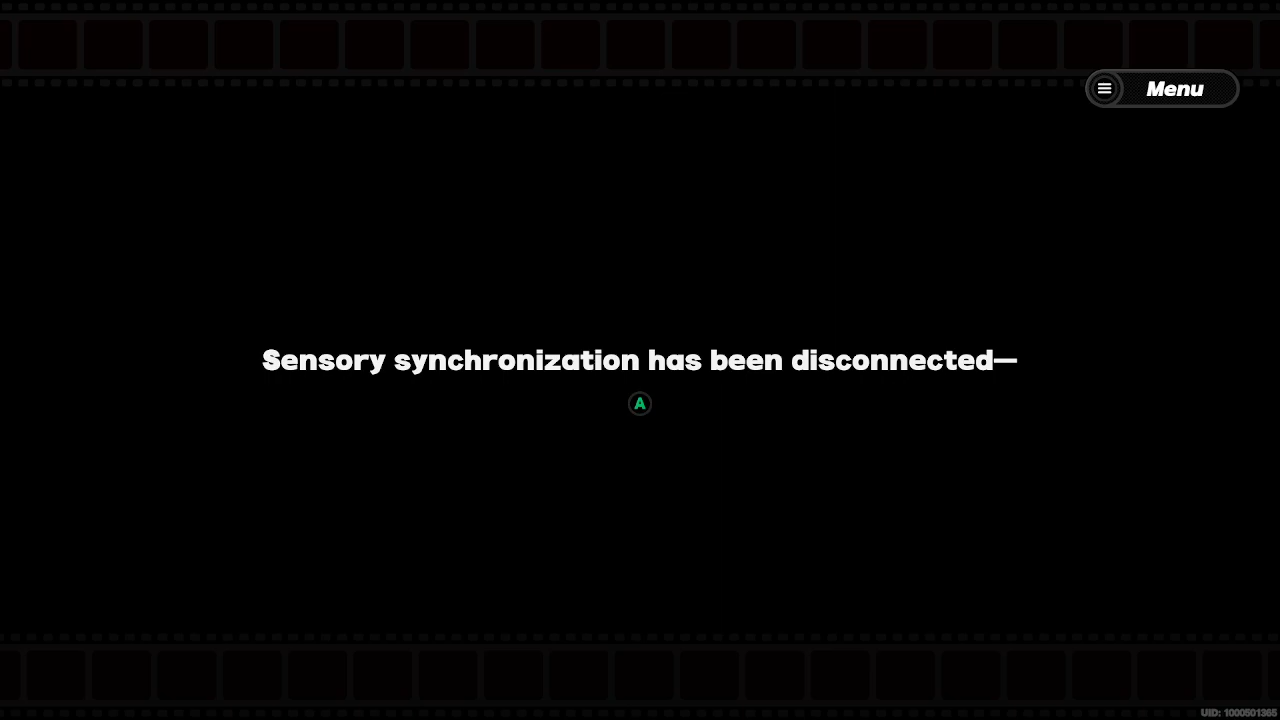 Menu
Sensory synchronization has been disconnected—
A
UID: 1000501365